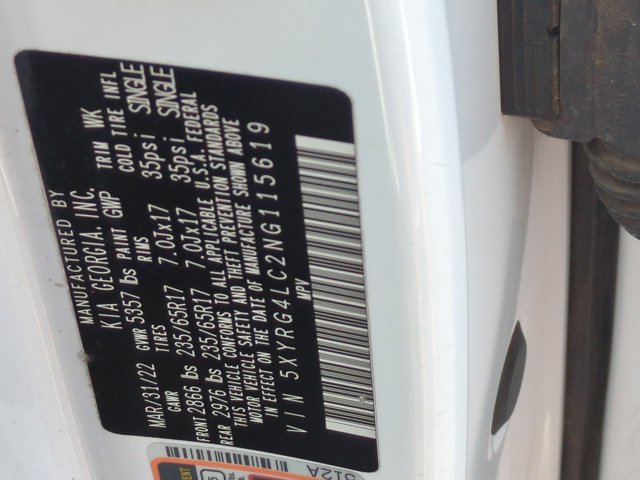 MANUFACTURED BY
KIA GEORGIA, INC.
MAR/31/22 GVWR 5357 lbs PAINT GWP TRIM WK
GAWR TIRES RIMS COLD TIRE INFL
FRONT 2866 lbs 235/65R17 7.0Jx17 35psi SINGLE
REAR 2976 lbs 235/65R17 7.0Jx17 35psi SINGLE
THIS VEHICLE CONFORMS TO ALL APPLICABLE U.S.A. FEDERAL
MOTOR VEHICLE SAFETY AND THEFT PREVENTION STANDARDS
IN EFFECT ON THE DATE OF MANUFACTURE SHOWN ABOVE
VIN 5XYRG4LC2NG115619
MPV
512A